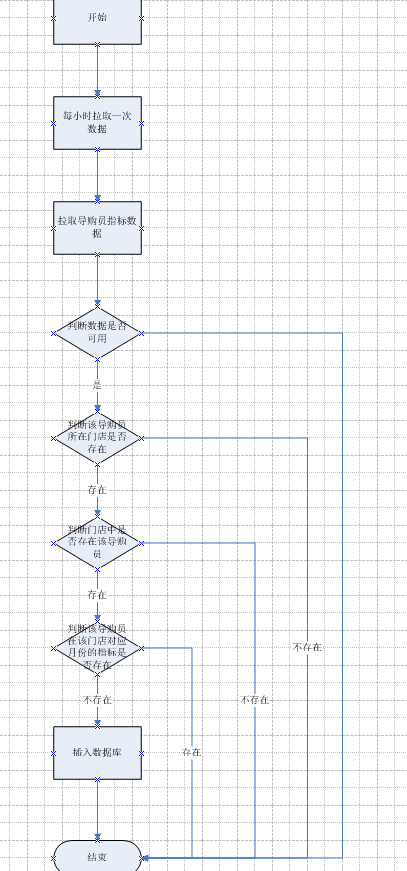 开始
每小时拉取一次
数据
拉取导购员指标数
据
判断数据是否
可用
是
判断该导购员
所在门店是否
存在
存在
判断门店中是
否存在该导购
员
存在
判断该导购员
在该门店对应
月份的指标是
否存在
不存在
不存在
不存在
插入数据库
存在
结束